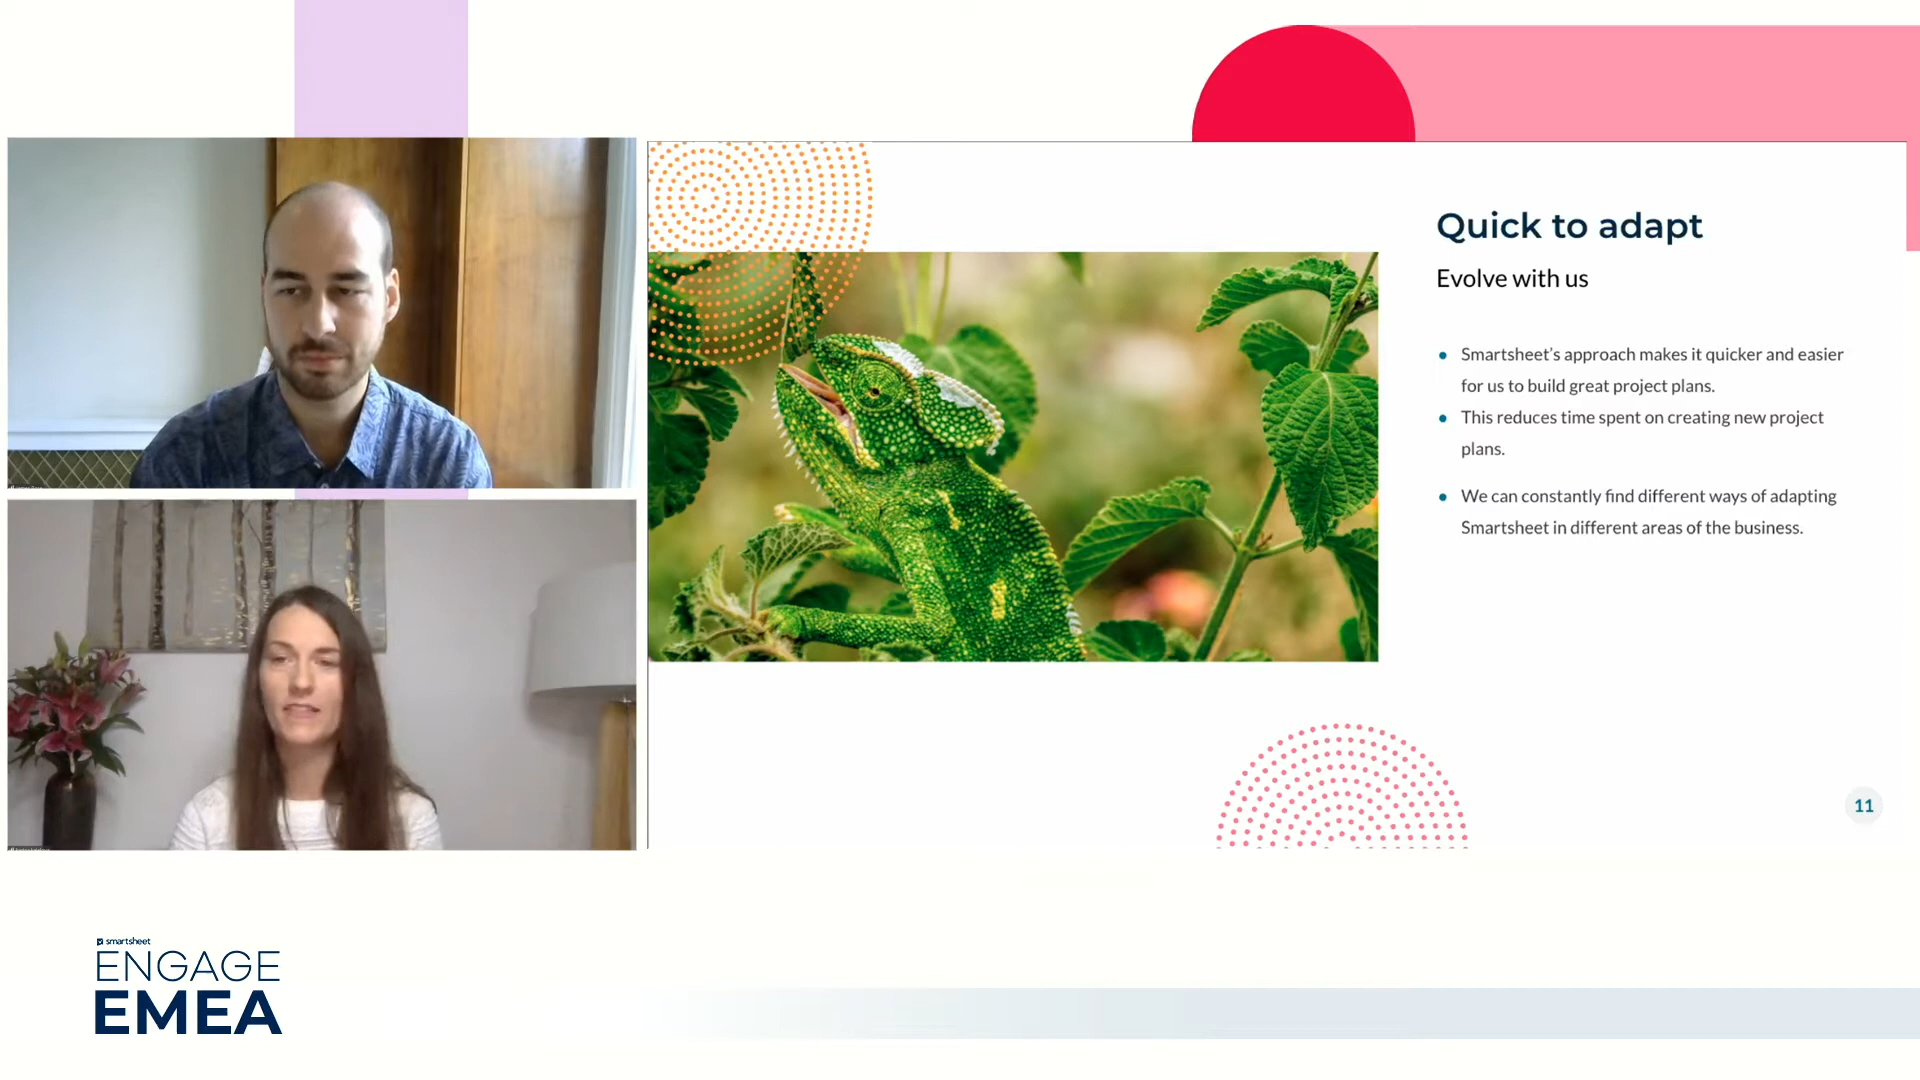 Quick to adapt
Evolve with us
Smartsheet's approach makes it quicker and easier
for us to build great project plans.
This reduces time spent on creating new project
plans.
We can constantly find different ways of adapting
Smartsheet in different areas of the business.
11
smartsheet
ENGAGE
EMEA